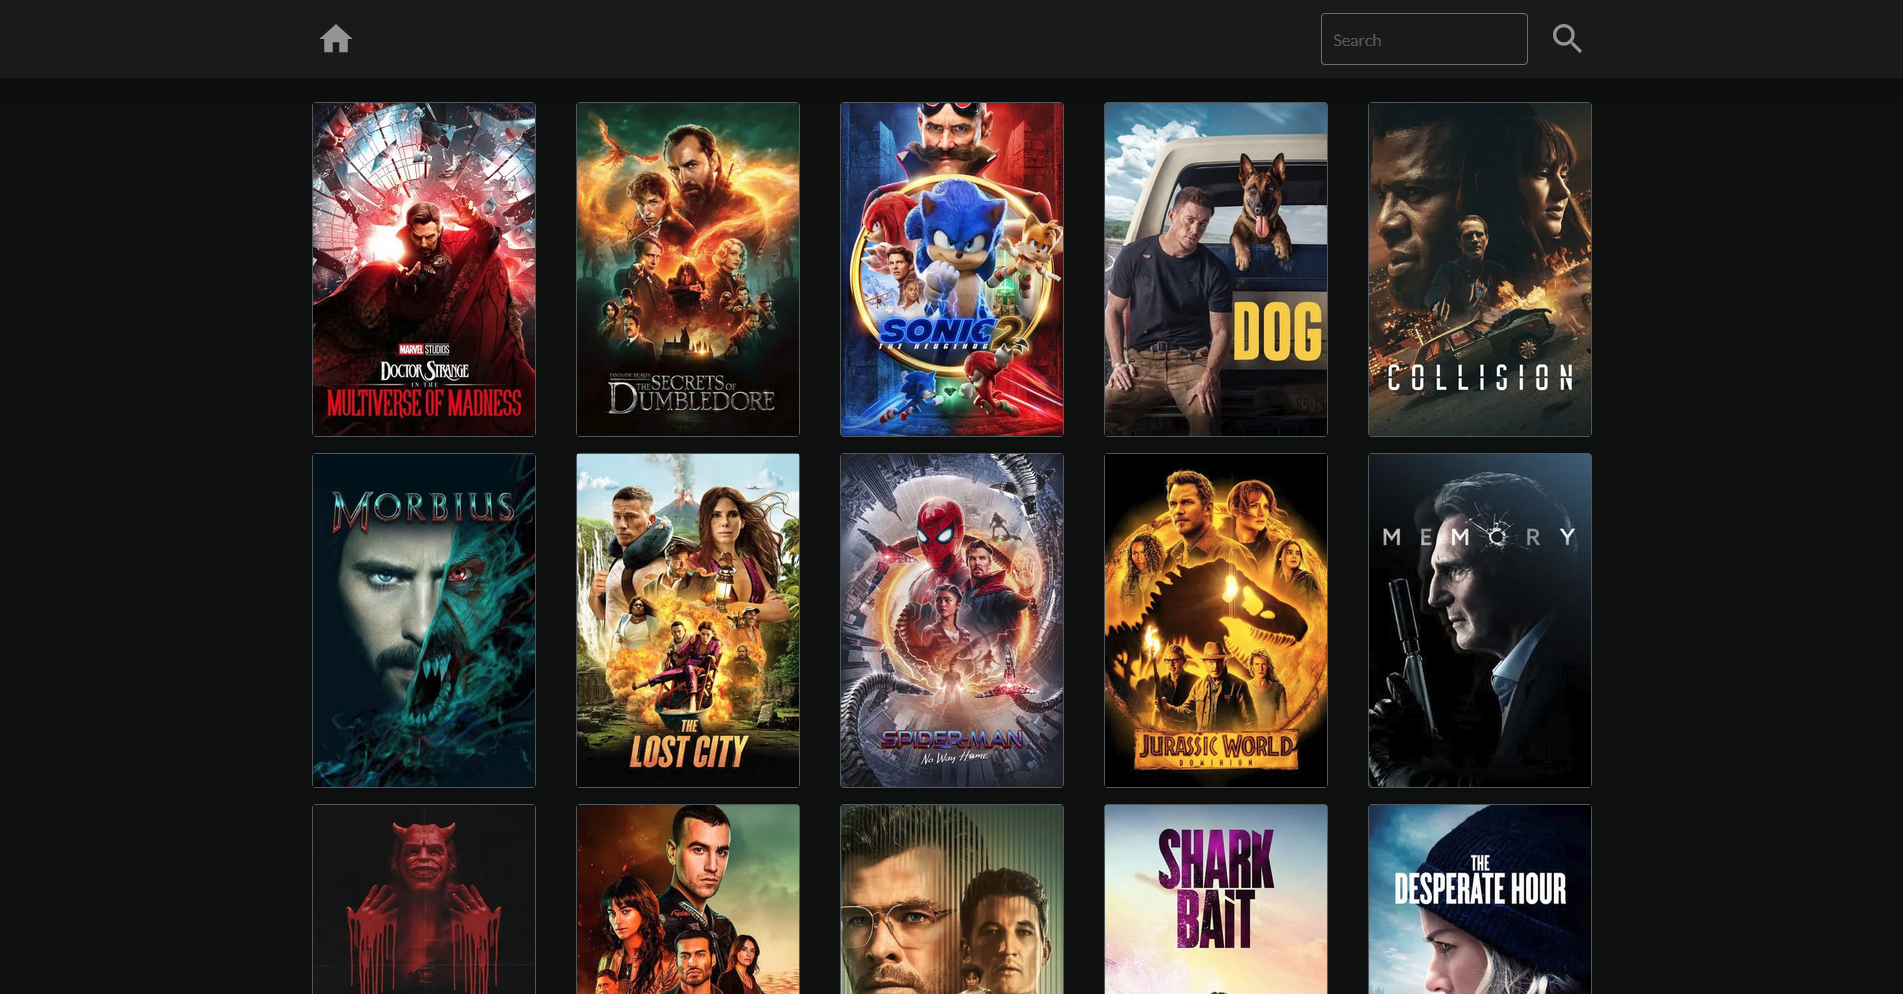 Search
MARVEL STUDIOS
DOCTOR STRANGE
IN THE
MULTIVERSE OF MADNESS
FANTASTIC BEASTS
THE SECRETS OF
DUMBLEDORE
SONIC 2
THE HEDGEHOG
DOG
COLLISION
MORBIUS
THE
LOST CITY
SPIDER-MAN
No Way Home
JURASSIC WORLD
DOMINION
MEMORY
SHARK
BAIT
THE
DESPERATE HOUR